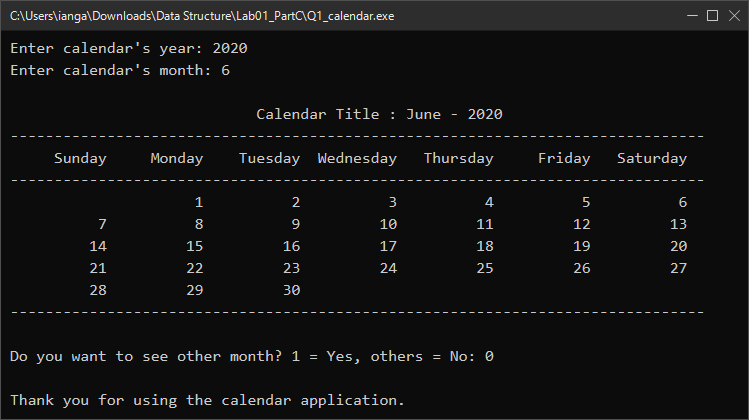 C:\Users\ianga\Downloads\Data Structure\Lab01_PartC\Q1_calendar.exe
Enter calendar's year: 2020
Enter calendar's month: 6
Calendar Title : June - 2020
-------------------------------------------------------------------------------
Sunday Monday Tuesday Wednesday Thursday Friday Saturday
-------------------------------------------------------------------------------
1 2 3 4 5 6
7 8 9 10 11 12 13
14 15 16 17 18 19 20
21 22 23 24 25 26 27
28 29 30
-------------------------------------------------------------------------------
Do you want to see other month? 1 = Yes, others = No: 0
Thank you for using the calendar application.